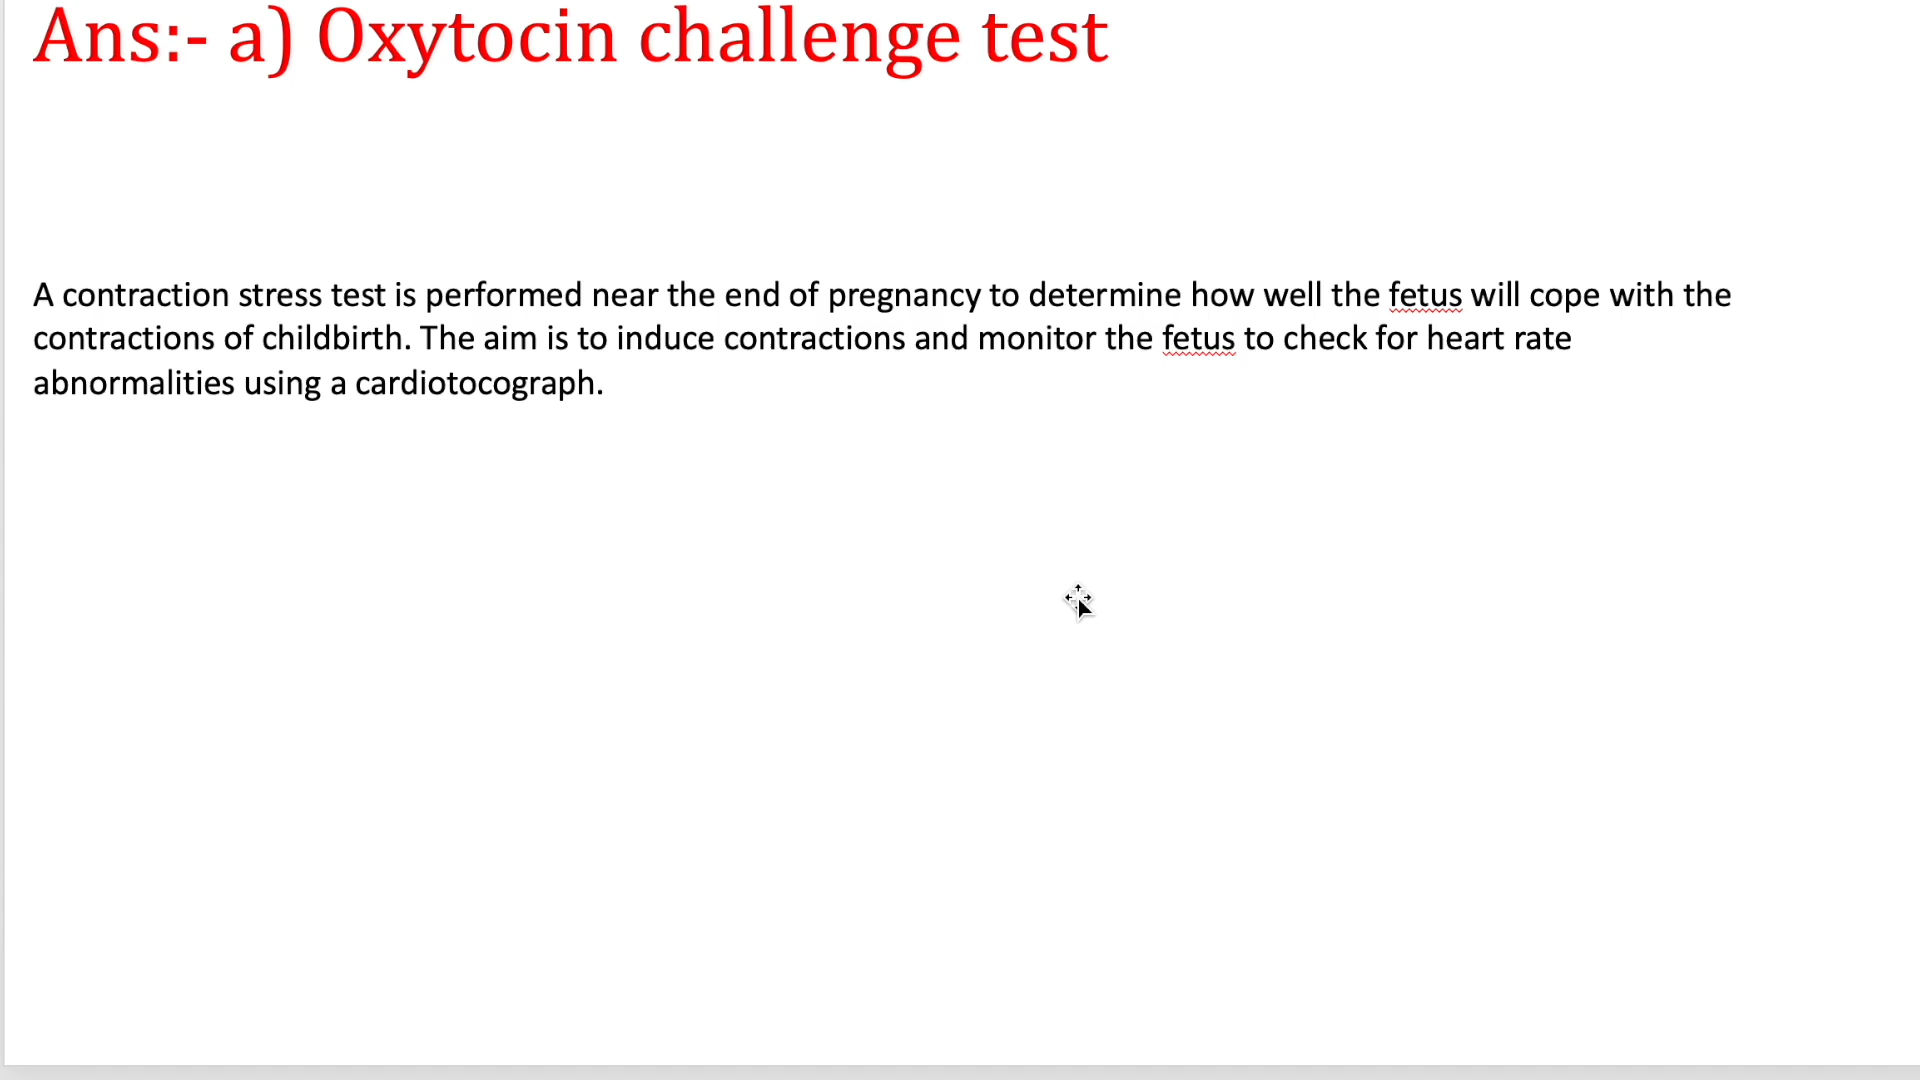 Ans:- a) Oxytocin challenge test
A contraction stress test is performed near the end of pregnancy to determine how well the fetus will cope with the
contractions of childbirth. The aim is to induce contractions and monitor the fetus to check for heart rate
abnormalities using a cardiotocograph.